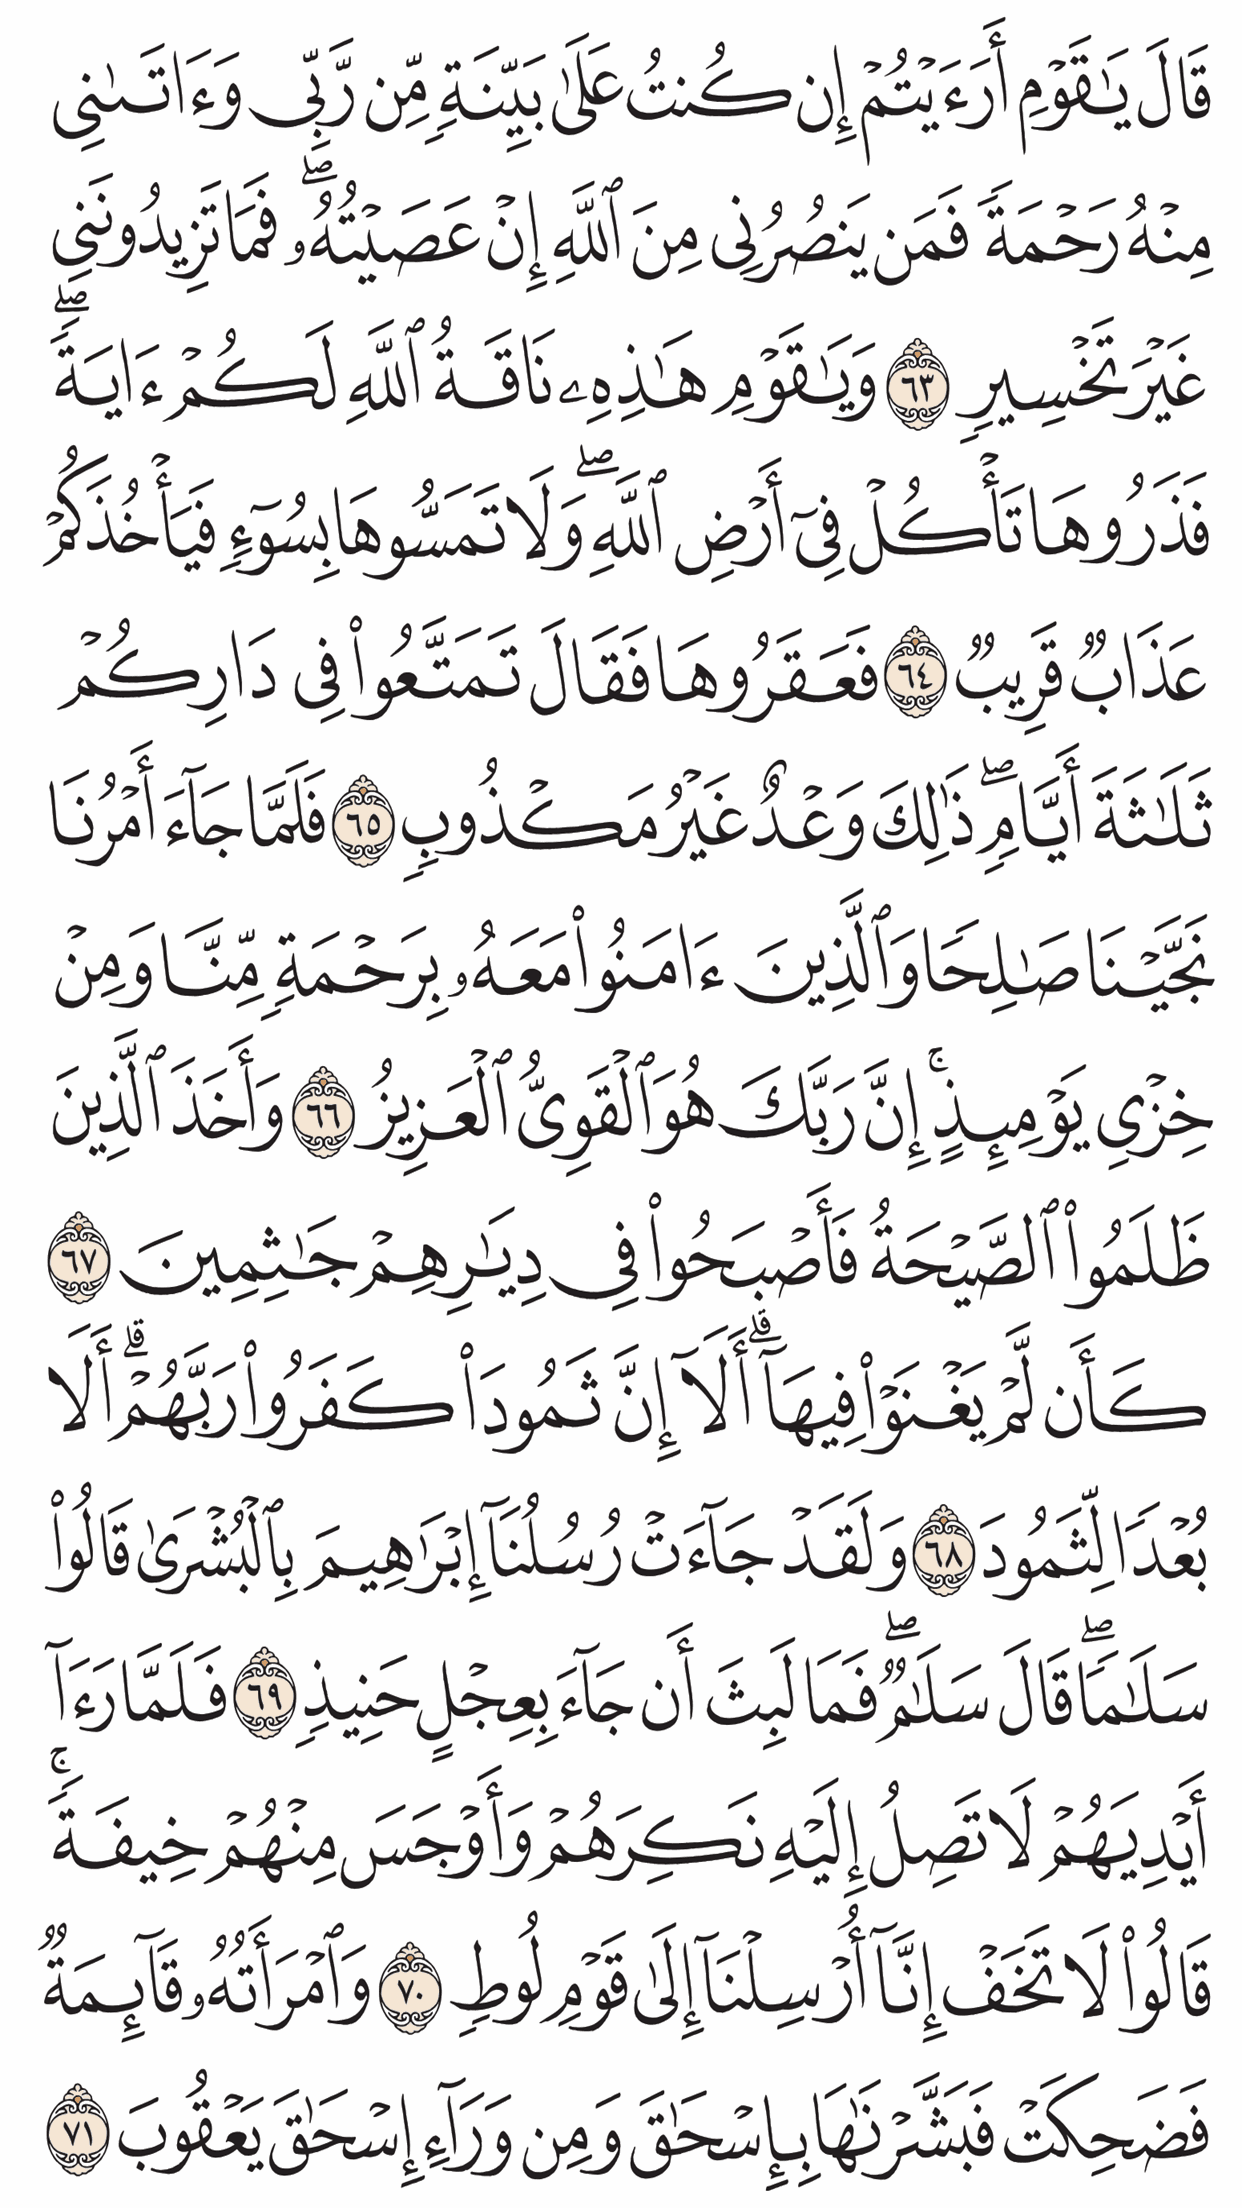 قَالَ يَٰقَوْمِ أَرَءَيْتُمْ إِن كُنتُ عَلَىٰ بَيِّنَةٍ مِّن رَّبِّى وَءَاتَىٰنِى
مِنْهُ رَحْمَةً فَمَن يَنصُرُنِى مِنَ ٱللَّهِ إِنْ عَصَيْتُهُۥ ۖ فَمَا تَزِيدُونَنِى
غَيْرَ تَخْسِيرٍ ﴿٦٣﴾ وَيَٰقَوْمِ هَٰذِهِۦ نَاقَةُ ٱللَّهِ لَكُمْ ءَايَةً ۖ
فَذَرُوهَا تَأْكُلْ فِىٓ أَرْضِ ٱللَّهِ ۖ وَلَا تَمَسُّوهَا بِسُوٓءٍ فَيَأْخُذَكُمْ
عَذَابٌ قَرِيبٌ ﴿٦٤﴾ فَعَقَرُوهَا فَقَالَ تَمَتَّعُوا۟ فِى دَارِكُمْ
ثَلَٰثَةَ أَيَّامٍ ۖ ذَٰلِكَ وَعْدٌ غَيْرُ مَكْذُوبٍ ﴿٦٥﴾ فَلَمَّا جَآءَ أَمْرُنَا
نَجَّيْنَا صَٰلِحًا وَٱلَّذِينَ ءَامَنُوا۟ مَعَهُۥ بِرَحْمَةٍ مِّنَّا وَمِنْ
خِزْىِ يَوْمِئِذٍ ۚ إِنَّ رَبَّكَ هُوَ ٱلْقَوِىُّ ٱلْعَزِيزُ ﴿٦٦﴾ وَأَخَذَ ٱلَّذِينَ
ظَلَمُوا۟ ٱلصَّيْحَةُ فَأَصْبَحُوا۟ فِى دِيَٰرِهِمْ جَٰثِمِينَ ﴿٦٧﴾
كَأَن لَّمْ يَغْنَوْا۟ فِيهَآ ۗ أَلَآ إِنَّ ثَمُودَا۟ كَفَرُوا۟ رَبَّهُمْ ۗ أَلَا
بُعْدًا لِّثَمُودَ ﴿٦٨﴾ وَلَقَدْ جَآءَتْ رُسُلُنَآ إِبْرَٰهِيمَ بِٱلْبُشْرَىٰ قَالُوا۟
سَلَٰمًا ۖ قَالَ سَلَٰمٌ ۖ فَمَا لَبِثَ أَن جَآءَ بِعِجْلٍ حَنِيذٍ ﴿٦٩﴾ فَلَمَّا رَءَآ
أَيْدِيَهُمْ لَا تَصِلُ إِلَيْهِ نَكِرَهُمْ وَأَوْجَسَ مِنْهُمْ خِيفَةً ۚ
قَالُوا۟ لَا تَخَفْ إِنَّآ أُرْسِلْنَآ إِلَىٰ قَوْمِ لُوطٍ ﴿٧٠﴾ وَٱمْرَأَتُهُۥ قَآئِمَةٌ
فَضَحِكَتْ فَبَشَّرْنَٰهَا بِإِسْحَٰقَ وَمِن وَرَآءِ إِسْحَٰقَ يَعْقُوبَ ﴿٧١﴾